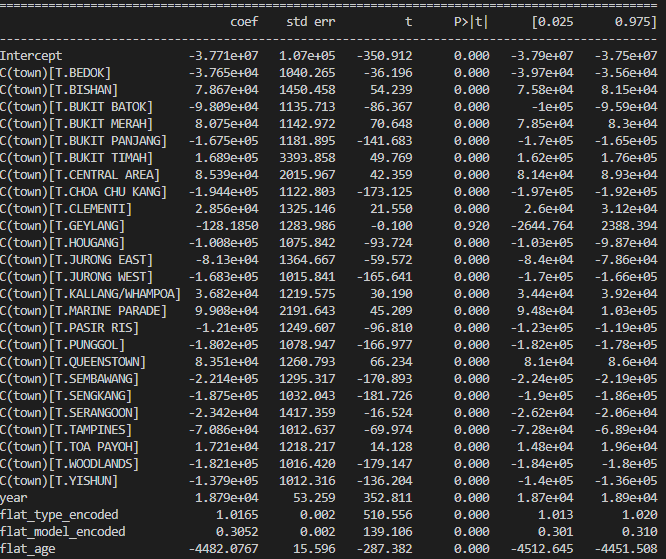 ==============================================================================
coef std err t P>|t| [0.025 0.975]
------------------------------------------------------------------------------
Intercept -3.771e+07 1.07e+05 -350.912 0.000 -3.79e+07 -3.75e+07
C(town)[T.BEDOK] -3.765e+04 1040.265 -36.196 0.000 -3.97e+04 -3.56e+04
C(town)[T.BISHAN] 7.867e+04 1450.458 54.239 0.000 7.58e+04 8.15e+04
C(town)[T.BUKIT BATOK] -9.809e+04 1135.713 -86.367 0.000 -1e+05 -9.59e+04
C(town)[T.BUKIT MERAH] 8.075e+04 1142.972 70.648 0.000 7.85e+04 8.3e+04
C(town)[T.BUKIT PANJANG] -1.675e+05 1181.895 -141.683 0.000 -1.7e+05 -1.65e+05
C(town)[T.BUKIT TIMAH] 1.689e+05 3393.858 49.769 0.000 1.62e+05 1.76e+05
C(town)[T.CENTRAL AREA] 8.539e+04 2015.967 42.359 0.000 8.14e+04 8.93e+04
C(town)[T.CHOA CHU KANG] -1.944e+05 1122.803 -173.125 0.000 -1.97e+05 -1.92e+05
C(town)[T.CLEMENTI] 2.856e+04 1325.146 21.550 0.000 2.6e+04 3.12e+04
C(town)[T.GEYLANG] -128.1850 1283.986 -0.100 0.920 -2644.764 2388.394
C(town)[T.HOUGANG] -1.008e+05 1075.842 -93.724 0.000 -1.03e+05 -9.87e+04
C(town)[T.JURONG EAST] -8.13e+04 1364.667 -59.572 0.000 -8.4e+04 -7.86e+04
C(town)[T.JURONG WEST] -1.683e+05 1015.841 -165.641 0.000 -1.7e+05 -1.66e+05
C(town)[T.KALLANG/WHAMPOA] 3.682e+04 1219.575 30.190 0.000 3.44e+04 3.92e+04
C(town)[T.MARINE PARADE] 9.908e+04 2191.643 45.209 0.000 9.48e+04 1.03e+05
C(town)[T.PASIR RIS] -1.21e+05 1249.607 -96.810 0.000 -1.23e+05 -1.19e+05
C(town)[T.PUNGGOL] -1.802e+05 1078.947 -166.977 0.000 -1.82e+05 -1.78e+05
C(town)[T.QUEENSTOWN] 8.351e+04 1260.793 66.234 0.000 8.1e+04 8.6e+04
C(town)[T.SEMBAWANG] -2.214e+05 1295.317 -170.893 0.000 -2.24e+05 -2.19e+05
C(town)[T.SENGKANG] -1.875e+05 1032.043 -181.726 0.000 -1.9e+05 -1.86e+05
C(town)[T.SERANGOON] -2.342e+04 1417.359 -16.524 0.000 -2.62e+04 -2.06e+04
C(town)[T.TAMPINES] -7.086e+04 1012.637 -69.974 0.000 -7.28e+04 -6.89e+04
C(town)[T.TOA PAYOH] 1.721e+04 1218.217 14.128 0.000 1.48e+04 1.96e+04
C(town)[T.WOODLANDS] -1.821e+05 1016.420 -179.147 0.000 -1.84e+05 -1.8e+05
C(town)[T.YISHUN] -1.379e+05 1012.316 -136.204 0.000 -1.4e+05 -1.36e+05
year 1.879e+04 53.259 352.811 0.000 1.87e+04 1.89e+04
flat_type_encoded 1.0165 0.002 510.556 0.000 1.013 1.020
flat_model_encoded 0.3052 0.002 139.106 0.000 0.301 0.310
flat_age -4482.0767 15.596 -287.382 0.000 -4512.645 -4451.508